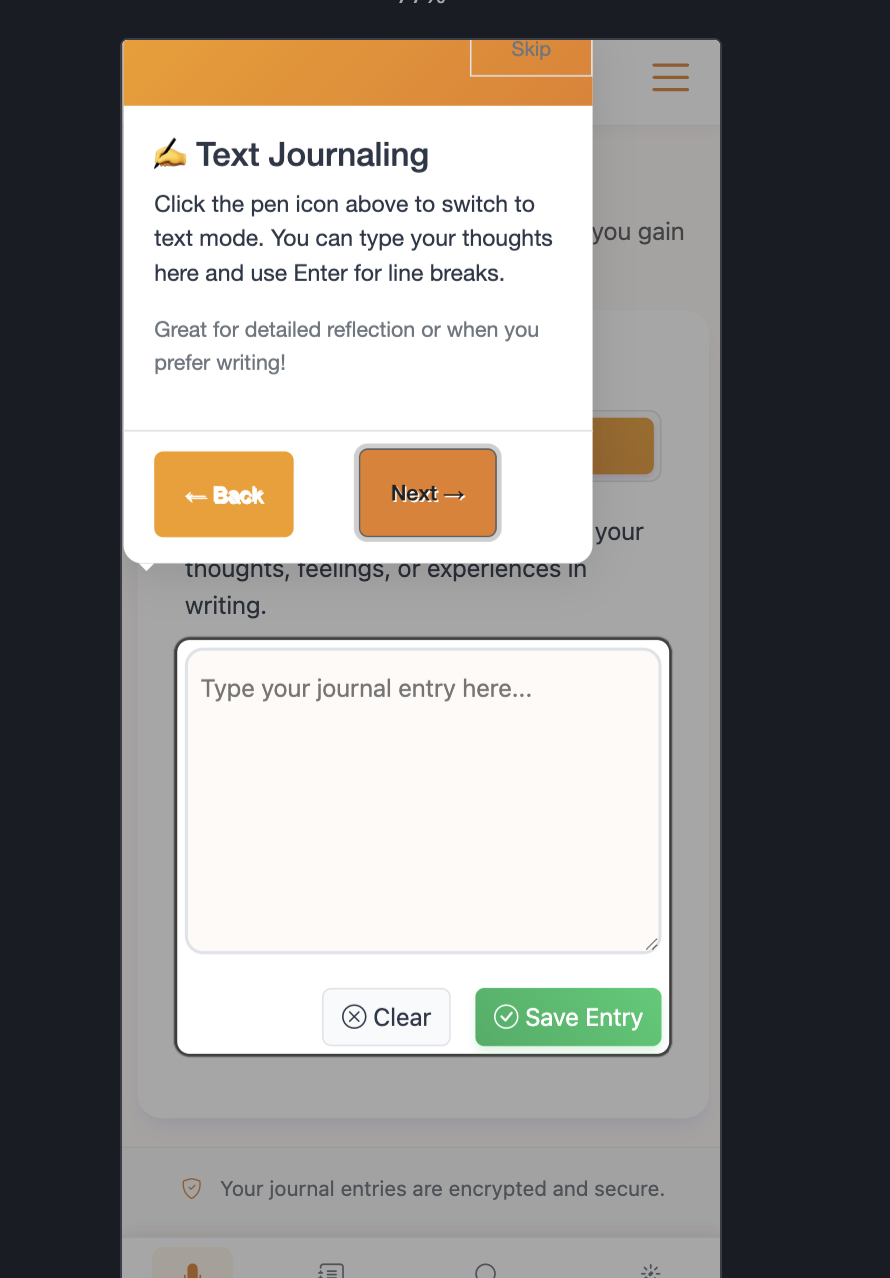 77%
Skip
✍️ Text Journaling
Click the pen icon above to switch to
text mode. You can type your thoughts
here and use Enter for line breaks.
Great for detailed reflection or when you
prefer writing!
← Back
Next →
you gain
your
thoughts, feelings, or experiences in
writing.
Type your journal entry here...
Clear
Save Entry
Your journal entries are encrypted and secure.